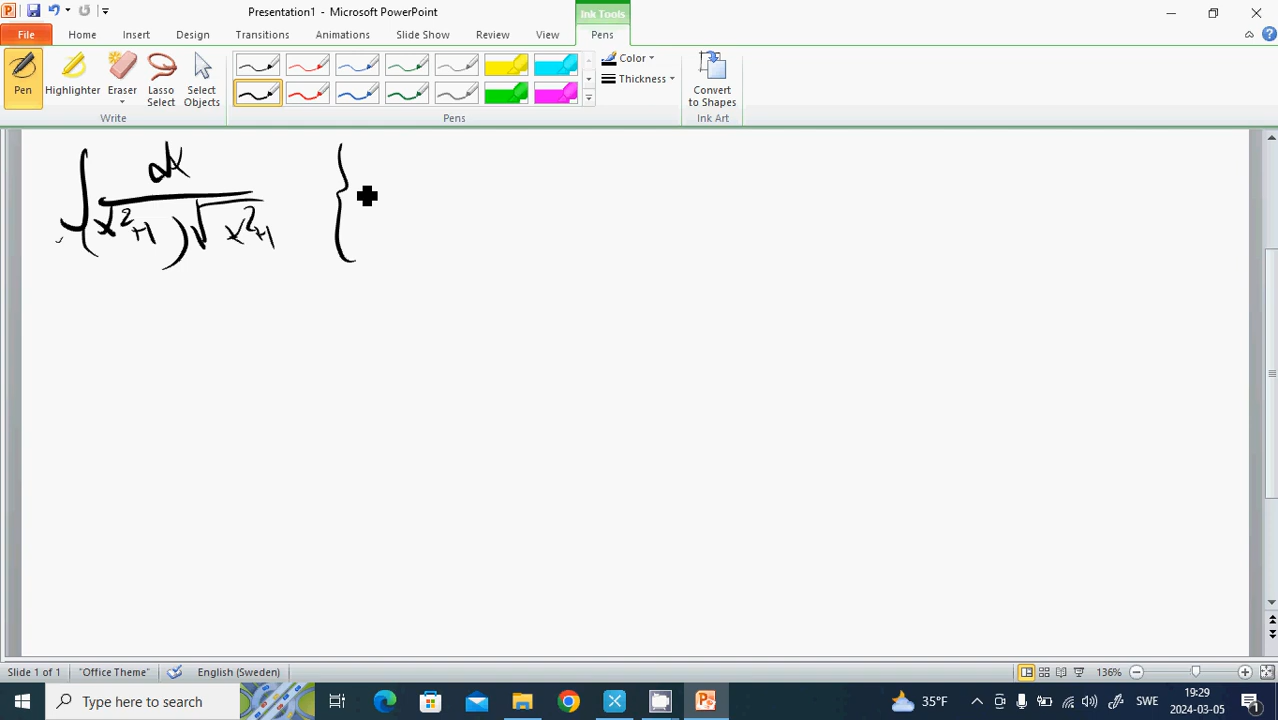 Presentation1 - Microsoft PowerPoint
Ink Tools
File Home Insert Design Transitions Animations Slide Show Review View Pens
Pen Highlighter Eraser Lasso Select Select Objects
Color
Thickness
Convert to Shapes
Write Pens Ink Art
∫ dx / (x²+1)√x²+1 {
Slide 1 of 1 "Office Theme" English (Sweden) 136%
Type here to search 35°F SWE 19:29
2024-03-05